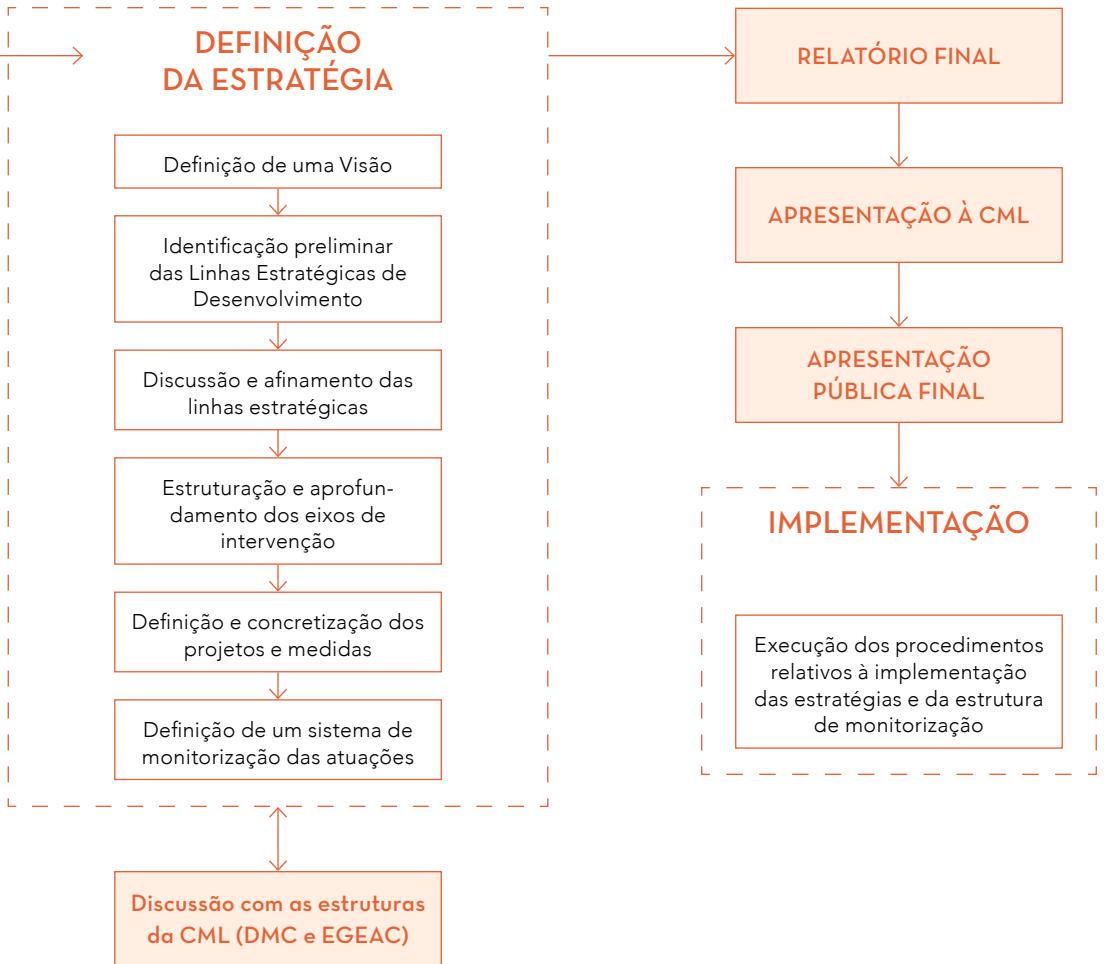 DEFINIÇÃO
DA ESTRATÉGIA
Definição de uma Visão
Identificação preliminar
das Linhas Estratégicas de
Desenvolvimento
Discussão e afinamento das
linhas estratégicas
Estruturação e aprofun-
damento dos eixos de
intervenção
Definição e concretização dos
projetos e medidas
Definição de um sistema de
monitorização das atuações
Discussão com as estruturas
da CML (DMC e EGEAC)
RELATÓRIO FINAL
APRESENTAÇÃO À CML
APRESENTAÇÃO
PÚBLICA FINAL
IMPLEMENTAÇÃO
Execução dos procedimentos
relativos à implementação
das estratégias e da estrutura
de monitorização